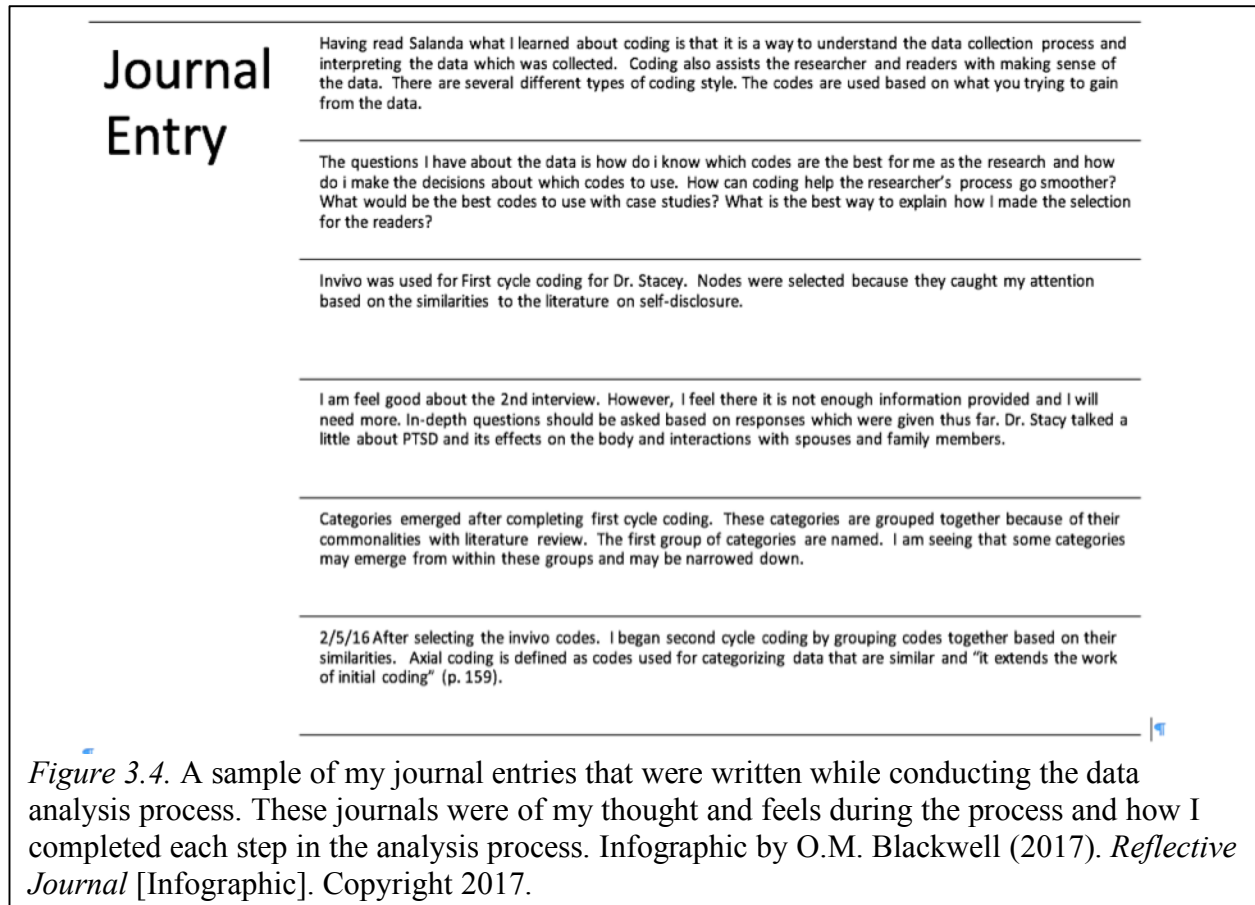 Journal
Entry
Having read Salanda what I learned about coding is that it is a way to understand the data collection process and
interpreting the data which was collected. Coding also assists the researcher and readers with making sense of
the data. There are several different types of coding style. The codes are used based on what you trying to gain
from the data.
The questions I have about the data is how do i know which codes are the best for me as the research and how
do i make the decisions about which codes to use. How can coding help the researcher's process go smoother?
What would be the best codes to use with case studies? What is the best way to explain how I made the selection
for the readers?
Invivo was used for First cycle coding for Dr. Stacey. Nodes were selected because they caught my attention
based on the similarities to the literature on self-disclosure.
I am feel good about the 2nd interview. However, I feel there it is not enough information provided and I will
need more. In-depth questions should be asked based on responses which were given thus far. Dr. Stacy talked a
little about PTSD and its effects on the body and interactions with spouses and family members.
Categories emerged after completing first cycle coding. These categories are grouped together because of their
commonalities with literature review. The first group of categories are named. I am seeing that some categories
may emerge from within these groups and may be narrowed down.
2/5/16 After selecting the invivo codes. I began second cycle coding by grouping codes together based on their
similarities. Axial coding is defined as codes used for categorizing data that are similar and "it extends the work
of initial coding" (p. 159).
¶
Figure 3.4. A sample of my journal entries that were written while conducting the data
analysis process. These journals were of my thought and feels during the process and how I
completed each step in the analysis process. Infographic by O.M. Blackwell (2017). Reflective
Journal [Infographic]. Copyright 2017.